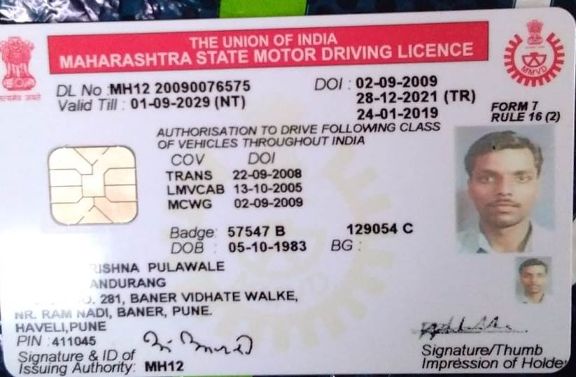 THE UNION OF INDIA
MAHARASHTRA STATE MOTOR DRIVING LICENCE
DL No :MH12 20090076575 DOI : 02-09-2009
Valid Till : 01-09-2029 (NT) 28-12-2021 (TR)
24-01-2019
FORM 7
RULE 16 (2)
AUTHORISATION TO DRIVE FOLLOWING CLASS
OF VEHICLES THROUGHOUT INDIA
COV DOI
TRANS 22-09-2008
LMVCAB 13-10-2005
MCWG 02-09-2009
Badge: 57547 B 129054 C
DOB : 05-10-1983 BG :
RISHNA PULAWALE
ANDURANG
O. 281, BANER VIDHATE WALKE,
NR. RAM NADI, BANER, PUNE.
HAVELI,PUNE
PIN : 411045
Signature & ID of
Issuing Authority: MH12
Signature/Thumb
Impression of Holde
MMVD